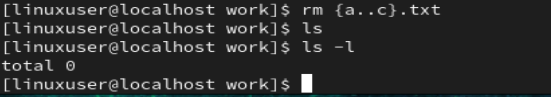 [linuxuser@localhost work]$ rm {a..c}.txt
[linuxuser@localhost work]$ ls
[linuxuser@localhost work]$ ls -l
total 0
[linuxuser@localhost work]$